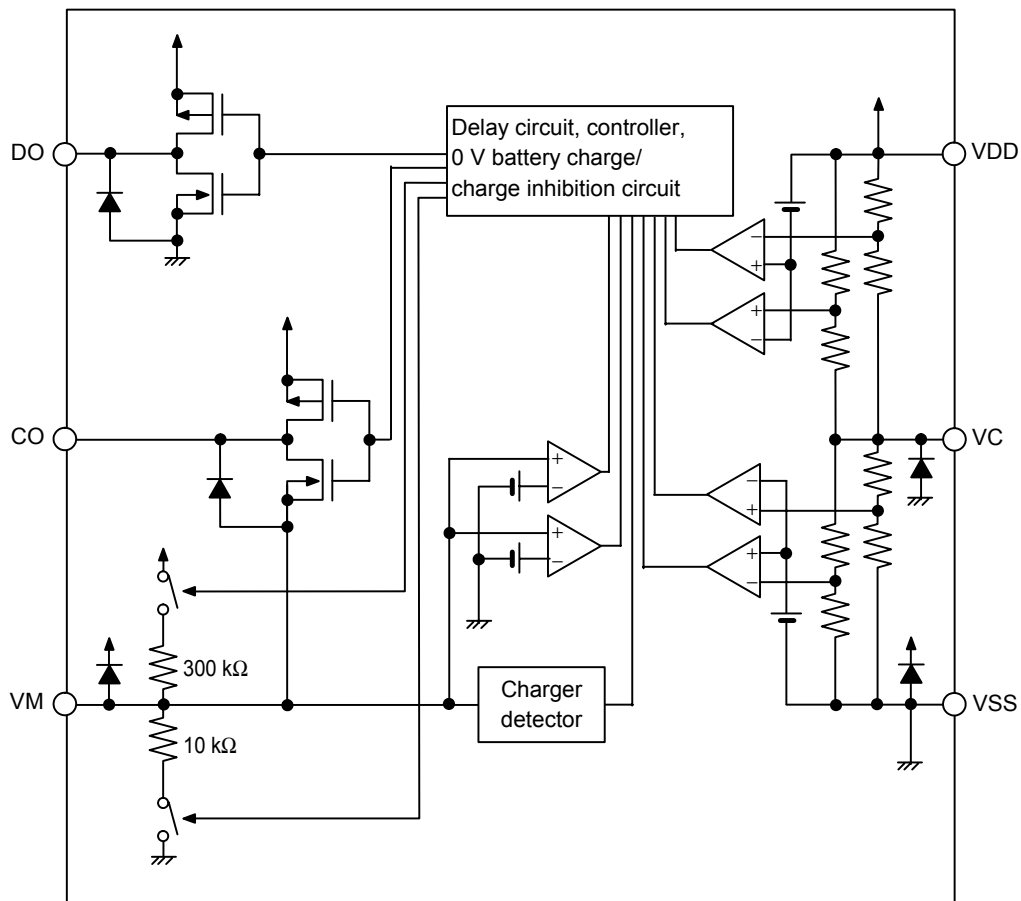 DO
Delay circuit, controller,
0 V battery charge/
charge inhibition circuit
VDD
−
+
+
−
CO
VC
+
−
−
+
+
−
+
−
300 kΩ
VM
Charger
detector
VSS
10 kΩ